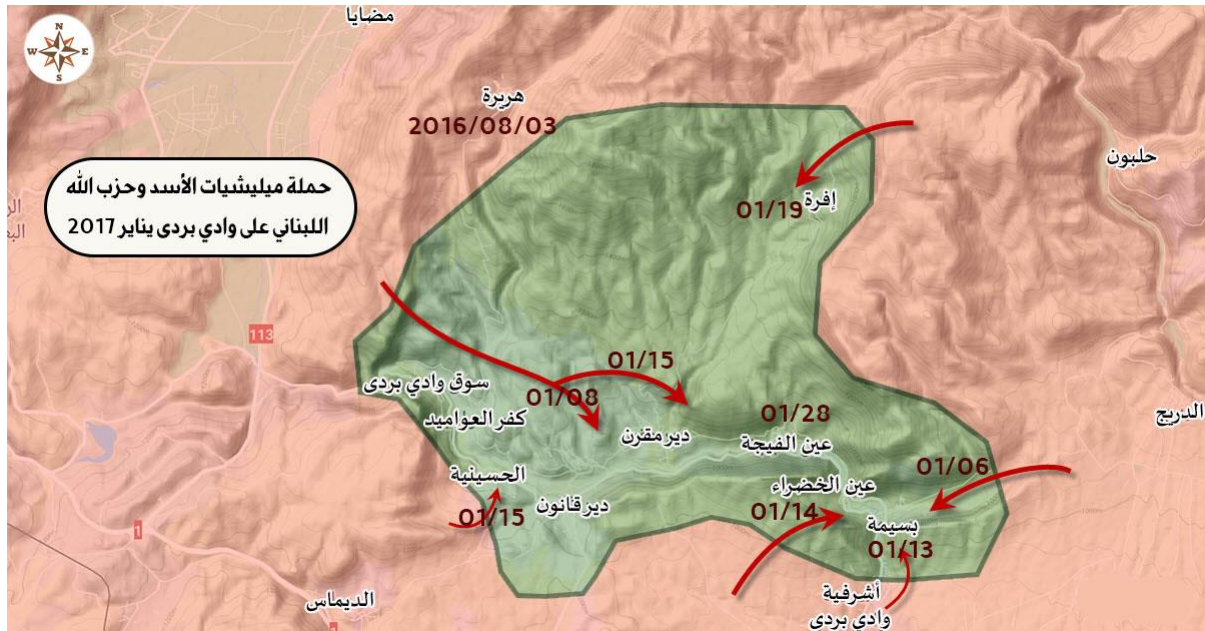 مضايا
N
W E
S
هريرة
2016/08/03
حلبون
حملة ميليشيات الأسد وحزب الله
اللبناني على وادي بردى يناير 2017
إفرة
01/19
113
01/15
سوق وادي بردى
01/08
كفر العواميد
01/28
دير مقرن
عين الفيجة
الدريج
01/06
الحسينية
عين الخضراء
دير قانون
01/15
01/14
بسيمة
1
01/13
أشرفية
وادي بردى
الديماس
1